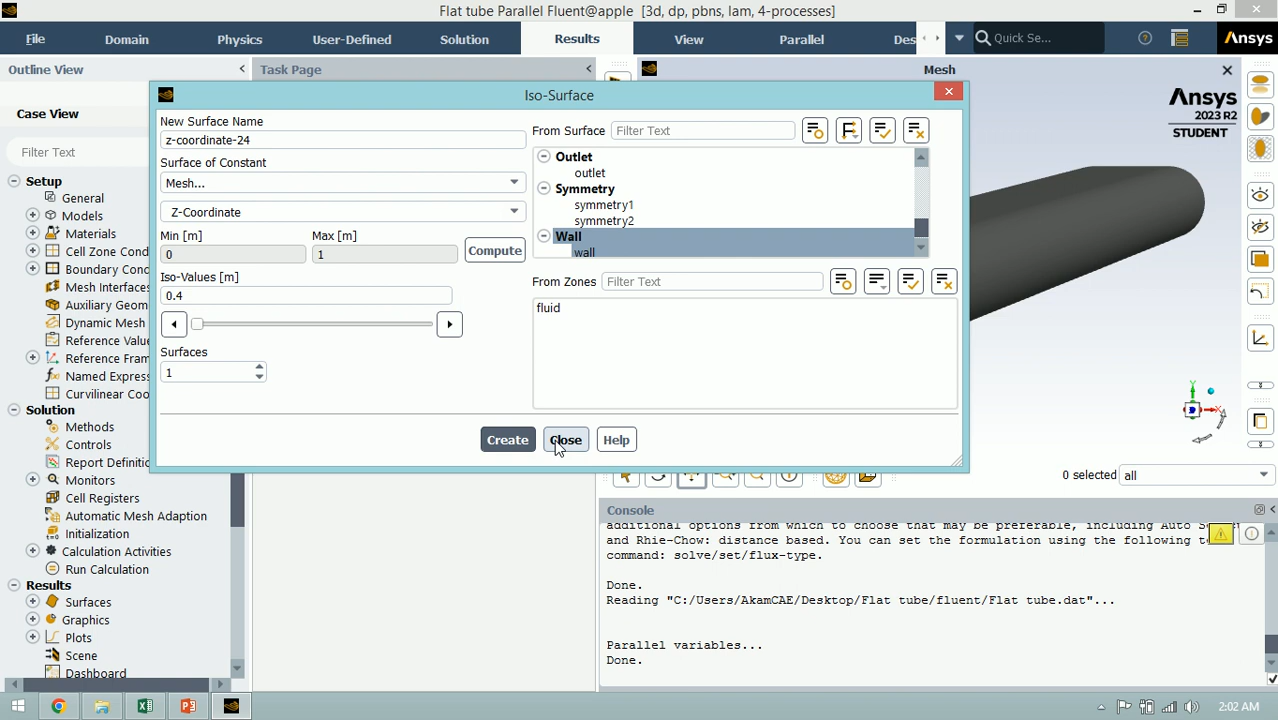 Flat tube Parallel Fluent@apple [3d, dp, pbns, lam, 4-processes]
File Domain Physics User-Defined Solution Results View Parallel Des Quick Se... Ansys
Outline View < Task Page < Mesh
Case View
Filter Text
Setup
General
Models
Materials
Cell Zone Cond
Boundary Cond
Mesh Interfaces
Auxiliary Geom
Dynamic Mesh
Reference Value
Reference Fram
Named Express
Curvilinear Coo
Solution
Methods
Controls
Report Definitio
Monitors
Cell Registers
Automatic Mesh Adaption
Initialization
Calculation Activities
Run Calculation
Results
Surfaces
Graphics
Plots
Scene
Dashboard
Iso-Surface
New Surface Name
z-coordinate-24
Surface of Constant
Mesh...
Z-Coordinate
Min [m] Max [m]
0 1 Compute
Iso-Values [m]
0.4
Surfaces
1
From Surface Filter Text
Outlet
outlet
Symmetry
symmetry1
symmetry2
Wall
wall
From Zones Filter Text
fluid
Create Close Help
Ansys
2023 R2
STUDENT
0 selected all
Console
additional options from which to choose that may be preferable, including Auto S
and Rhie-Chow: distance based. You can set the formulation using the following t
command: solve/set/flux-type.
Done.
Reading "C:/Users/AkamCAE/Desktop/Flat tube/fluent/Flat tube.dat"...
Parallel variables...
Done.
2:02 AM